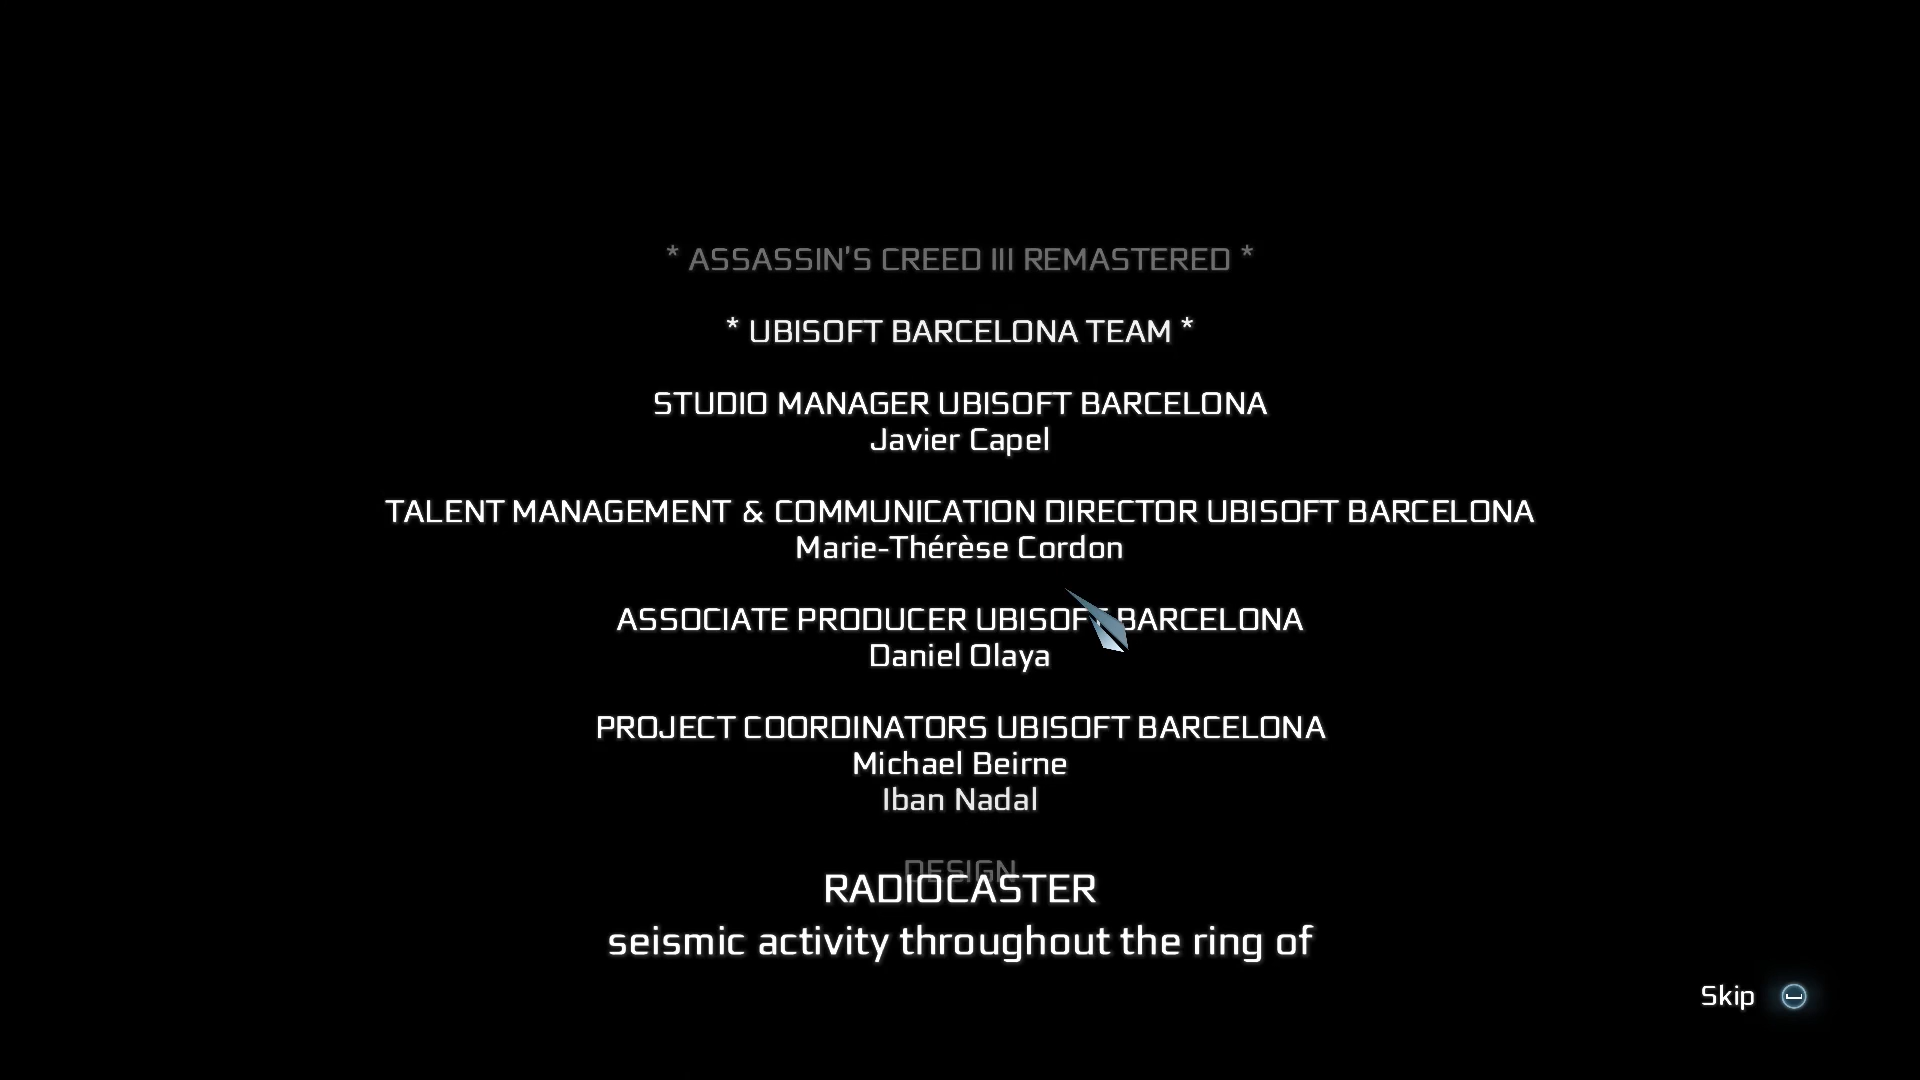 * ASSASSIN'S CREED III REMASTERED *
* UBISOFT BARCELONA TEAM *
STUDIO MANAGER UBISOFT BARCELONA
Javier Capel
TALENT MANAGEMENT & COMMUNICATION DIRECTOR UBISOFT BARCELONA
Marie-Thérèse Cordon
ASSOCIATE PRODUCER UBISOFT BARCELONA
Daniel Olaya
PROJECT COORDINATORS UBISOFT BARCELONA
Michael Beirne
Iban Nadal
DESIGN
RADIOCASTER
seismic activity throughout the ring of
Skip